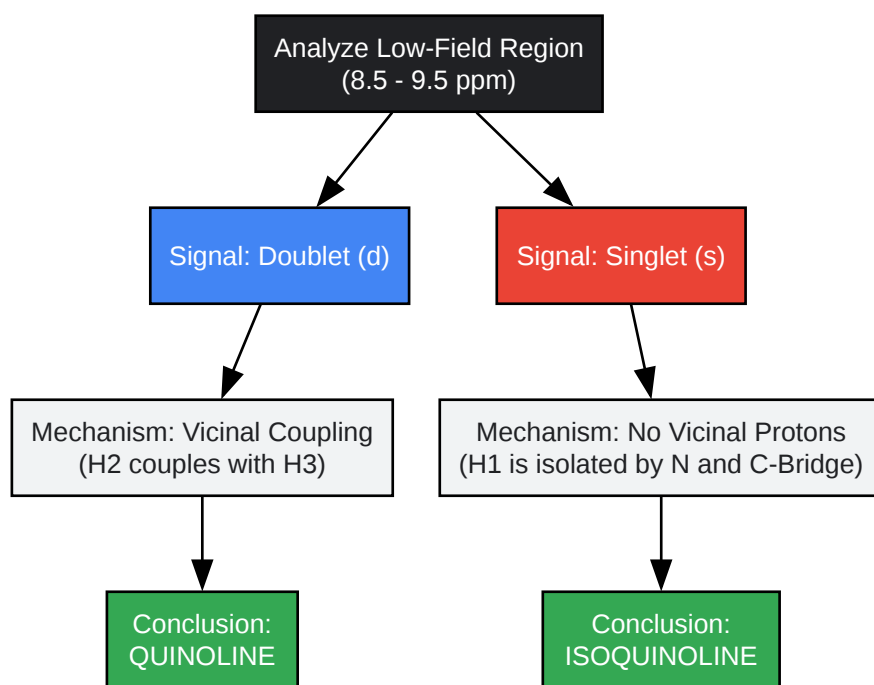 Analyze Low-Field Region
(8.5 - 9.5 ppm)
Signal: Doublet (d)
Signal: Singlet (s)
Mechanism: Vicinal Coupling
(H2 couples with H3)
Mechanism: No Vicinal Protons
(H1 is isolated by N and C-Bridge)
Conclusion:
QUINOLINE
Conclusion:
ISOQUINOLINE